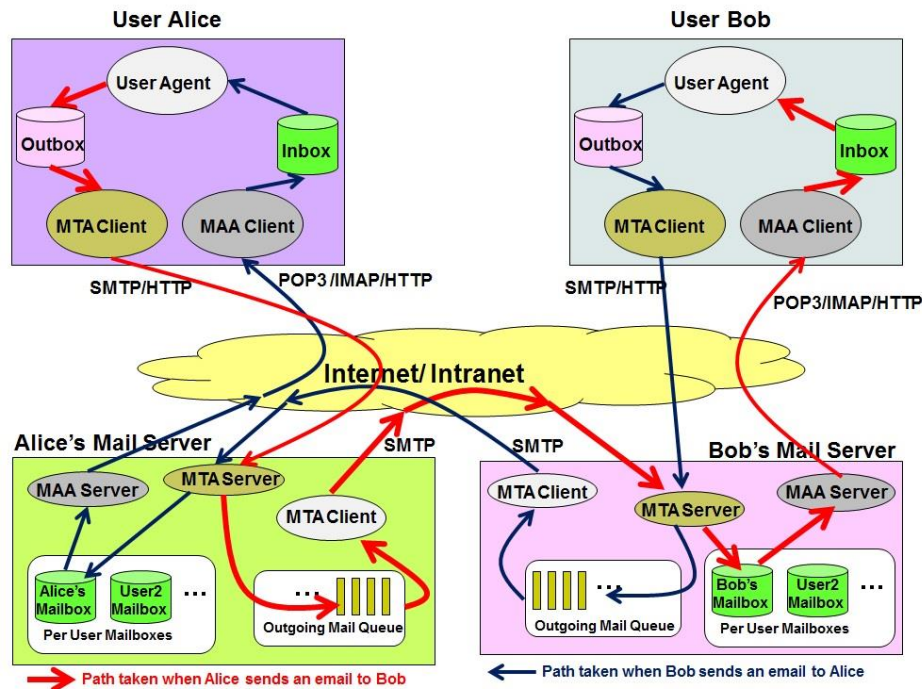 User Alice
User Bob
User Agent
User Agent
Outbox
Inbox
Outbox
Inbox
MTA Client
MAA Client
MTA Client
MAA Client
SMTP/HTTP
POP3/IMAP/HTTP
SMTP/HTTP
POP3/IMAP/HTTP
Internet/ Intranet
Alice's Mail Server
SMTP
SMTP
Bob's Mail Server
MAA Server
MTA Server
MTA Client
MTA Client
MTA Server
MAA Server
Alice's
Mailbox
User2
Mailbox
...
Per User Mailboxes
...
Outgoing Mail Queue
...
Outgoing Mail Queue
Bob's
Mailbox
User2
Mailbox
...
Per User Mailboxes
Path taken when Alice sends an email to Bob
Path taken when Bob sends an email to Alice